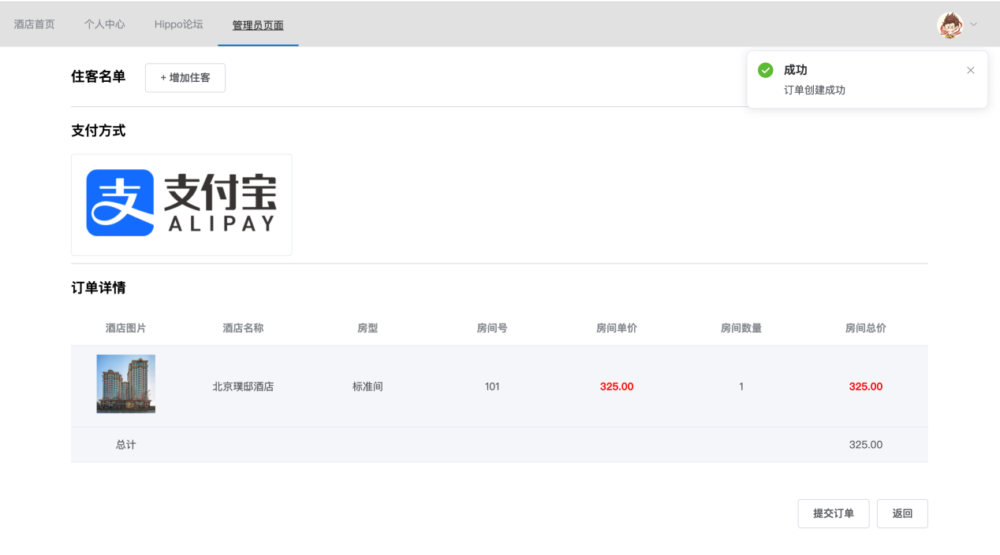 酒店首页 个人中心 Hippo论坛 管理员页面
成功
订单创建成功
住客名单 + 增加住客
支付方式
支 支付宝
ALIPAY
订单详情
酒店图片 酒店名称 房型 房间号 房间单价 房间数量 房间总价
北京璞邸酒店 标准间 101 325.00 1 325.00
总计 325.00
提交订单 返回